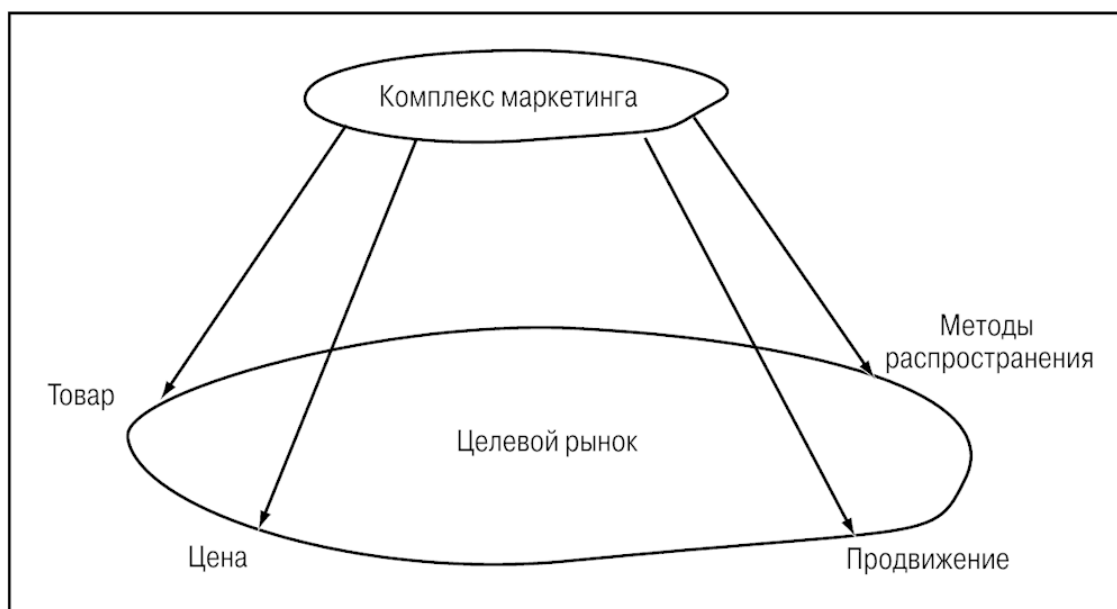 Комплекс маркетинга
Методы
распространения
Товар
Целевой рынок
Цена
Продвижение